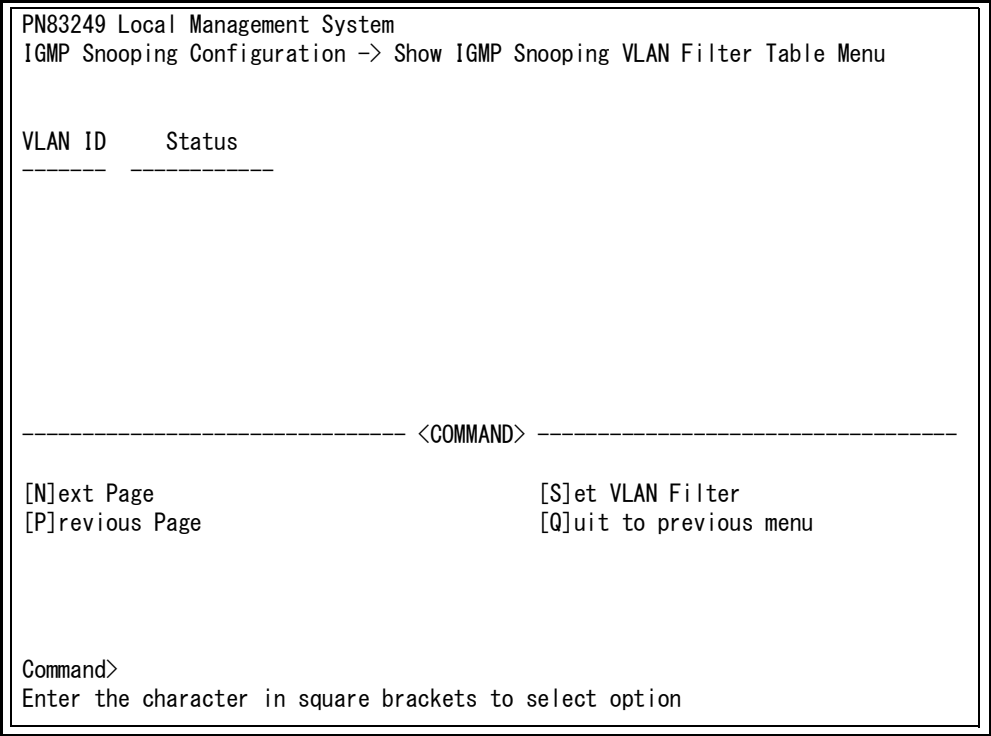 PN83249 Local Management System
IGMP Snooping Configuration -> Show IGMP Snooping VLAN Filter Table Menu
VLAN ID     Status
-------  ------------
-------------------------------- <COMMAND> -----------------------------------
[N]ext Page                                [S]et VLAN Filter
[P]revious Page                            [Q]uit to previous menu
Command>
Enter the character in square brackets to select option